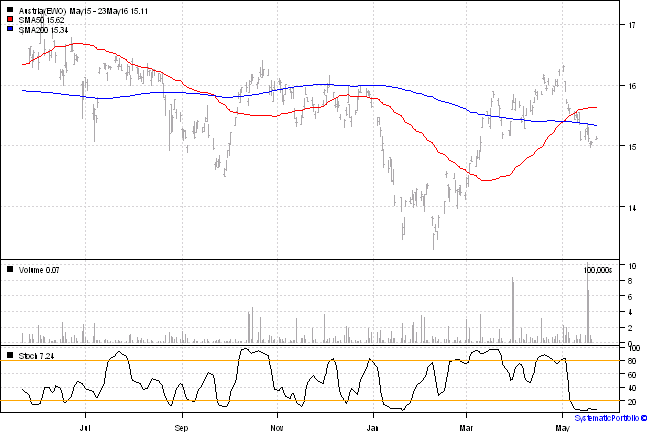 Austria(EWO) May15 - 23May16 15.11
SMA50 15.62
SMA200 15.34
17
16
15
14
Volume 0.07
100,000s
10
8
6
4
2
0
Stoch 7.24
100
80
60
40
20
Jul Sep Nov Jan Mar May
SystematicPortfolio ©